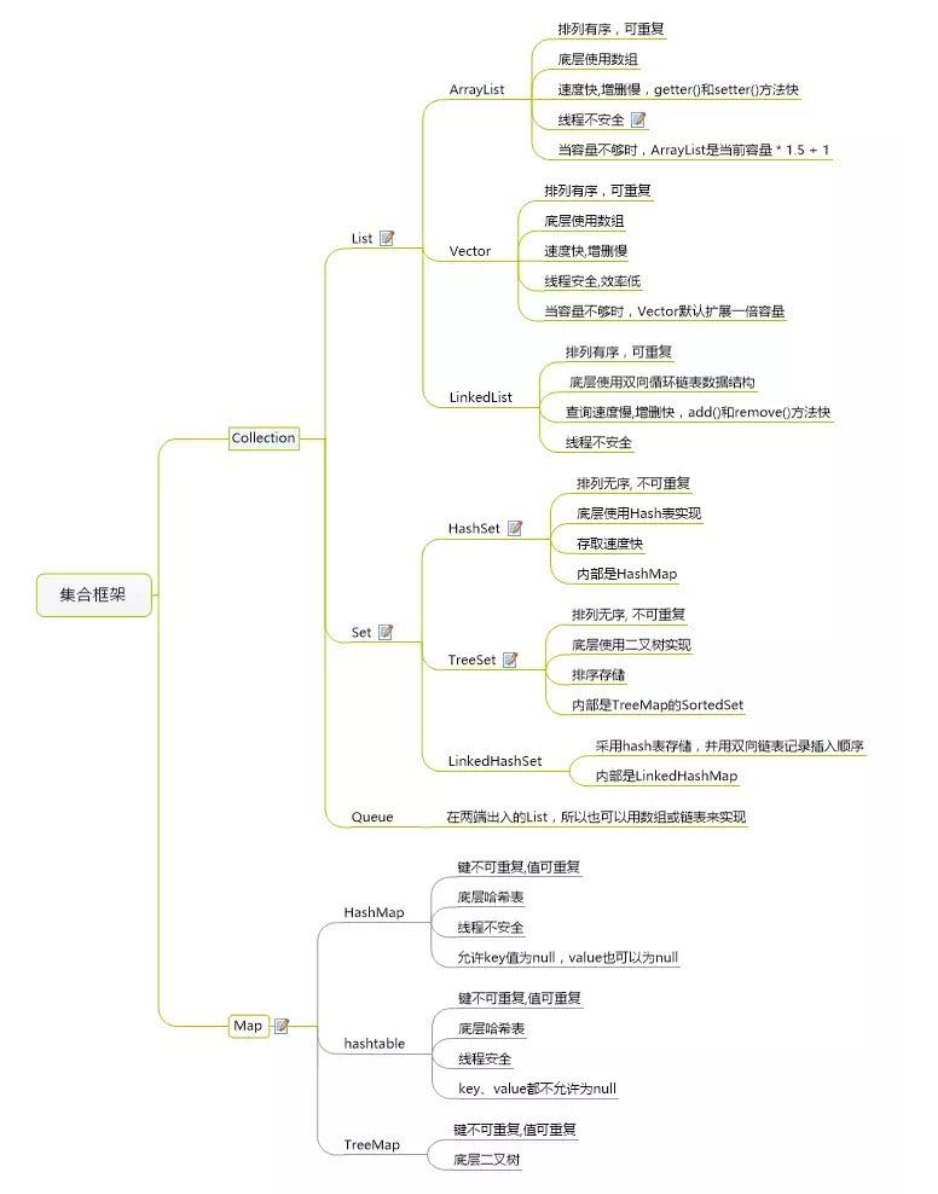 集合框架
Collection
List
ArrayList
排列有序，可重复
底层使用数组
速度快,增删慢，getter()和setter()方法快
线程不安全
当容量不够时，ArrayList是当前容量 * 1.5 + 1
Vector
排列有序，可重复
底层使用数组
速度快,增删慢
线程安全,效率低
当容量不够时，Vector默认扩展一倍容量
LinkedList
排列有序，可重复
底层使用双向循环链表数据结构
查询速度慢,增删快，add()和remove()方法快
线程不安全
Set
HashSet
排列无序, 不可重复
底层使用Hash表实现
存取速度快
内部是HashMap
TreeSet
排列无序, 不可重复
底层使用二叉树实现
排序存储
内部是TreeMap的SortedSet
LinkedHashSet
采用hash表存储，并用双向链表记录插入顺序
内部是LinkedHashMap
Queue
在两端出入的List，所以也可以用数组或链表来实现
Map
HashMap
键不可重复,值可重复
底层哈希表
线程不安全
允许key值为null，value也可以为null
hashtable
键不可重复,值可重复
底层哈希表
线程安全
key、value都不允许为null
TreeMap
键不可重复,值可重复
底层二叉树